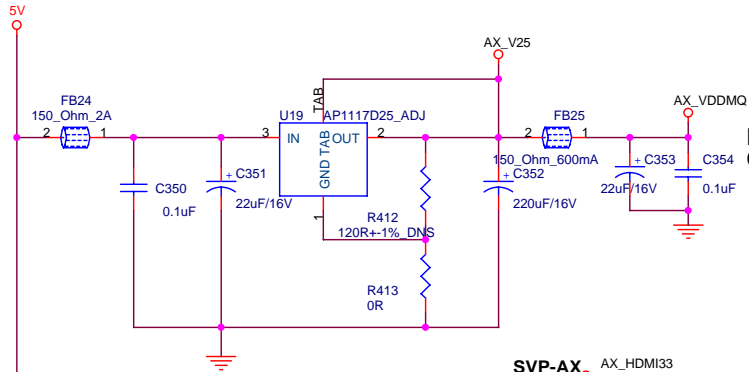 5V
AX_V25
FB24
150_Ohm_2A
2
1
U19
TAB
AP1117D25_ADJ
3
IN
OUT
2
GND TAB
1
2
FB25
1
150_Ohm_600mA
AX_VDDMQ
C350
0.1uF
+
C351
22uF/16V
R412
120R+-1%_DNS
R413
0R
+
C352
220uF/16V
+
C353
22uF/16V
C354
0.1uF
SVP-AX
AX_HDMI33